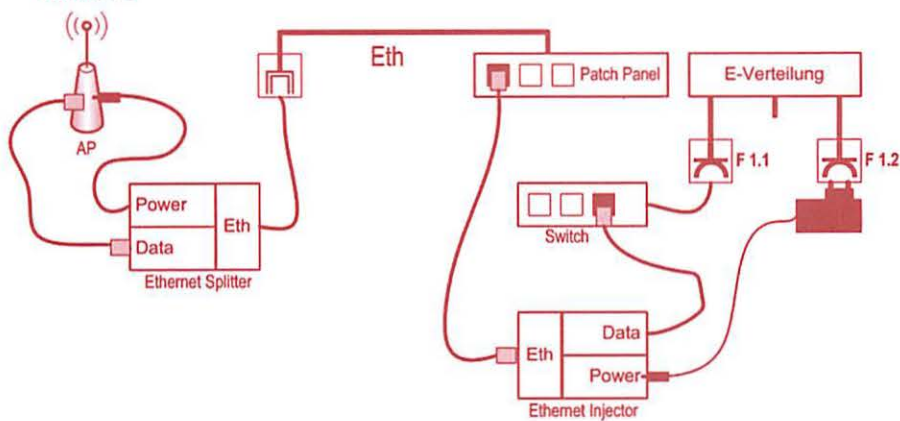 Eth
Patch Panel
E-Verteilung
AP
F 1.1
F 1.2
Power
Eth
Data
Switch
Ethernet Splitter
Data
Eth
Power
Ethernet Injector